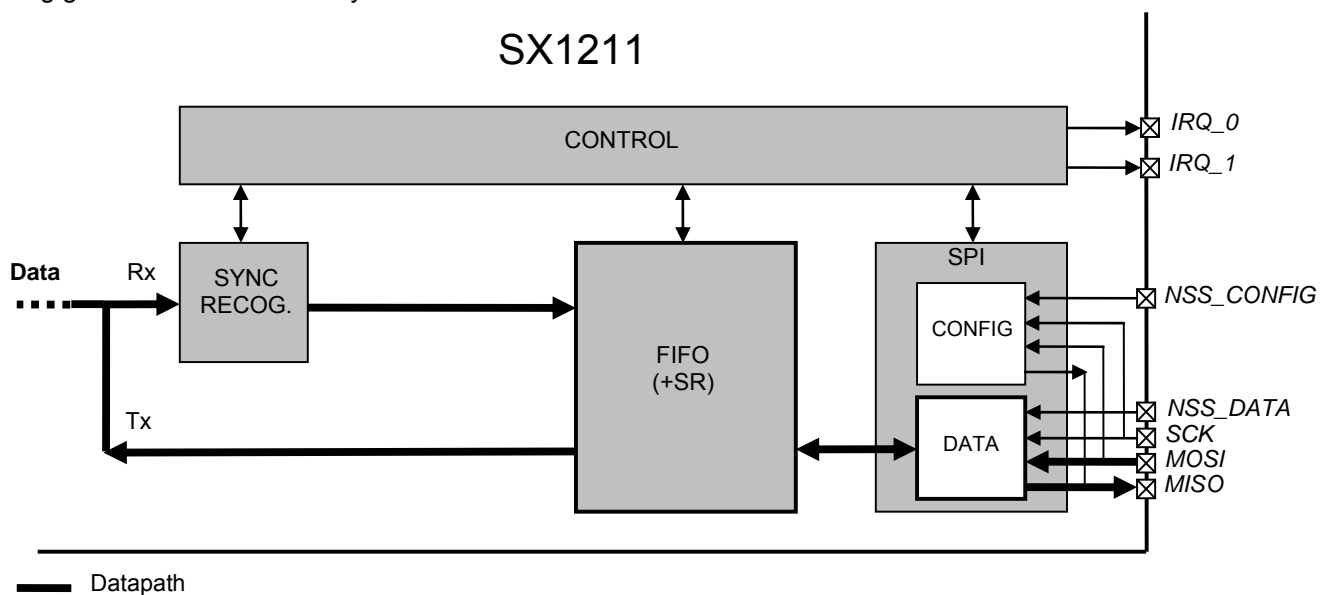 SX1211
CONTROL
IRQ_0
IRQ_1
Data
Rx
SYNC
RECOG.
Tx
FIFO
(+SR)
SPI
CONFIG
DATA
NSS_CONFIG
NSS_DATA
SCK
MOSI
MISO
Datapath